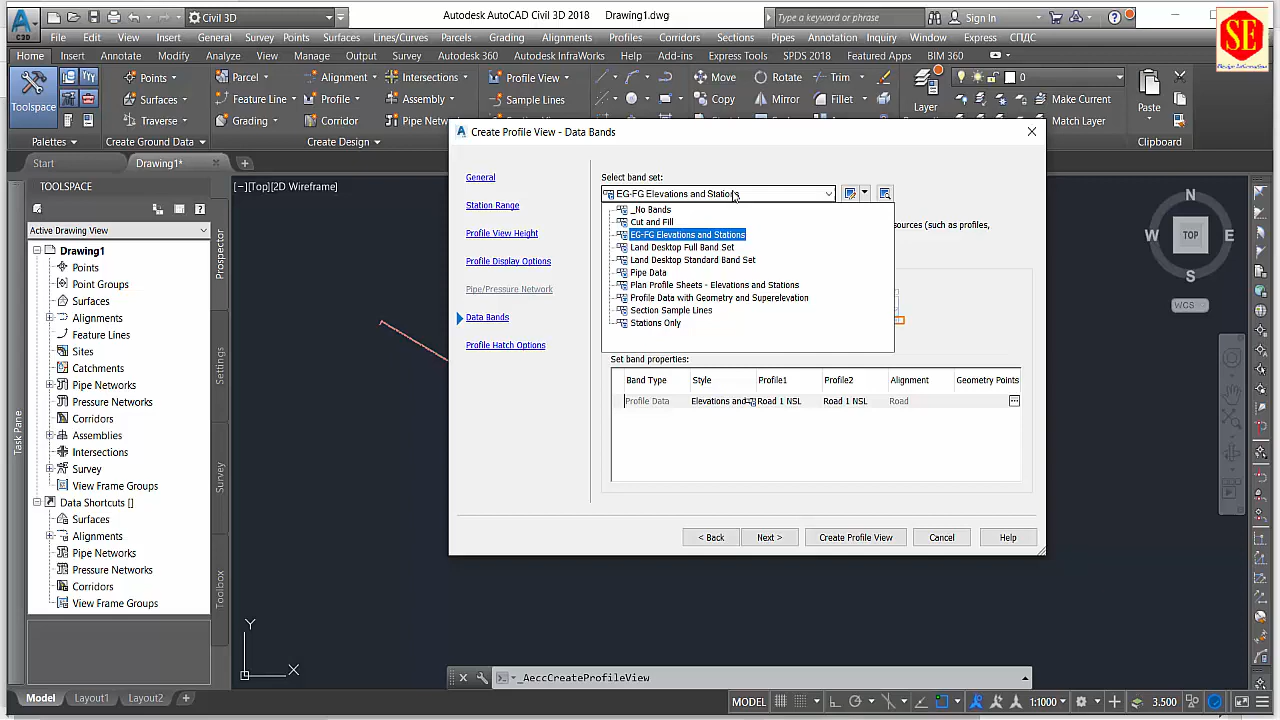 Civil 3D
Autodesk AutoCAD Civil 3D 2018 Drawing1.dwg
Type a keyword or phrase
Sign In
C3D
File Edit View Insert General Survey Points Surfaces Lines/Curves Parcels Grading Alignments Profiles Corridors Sections Pipes Annotation Inquiry Window Express СПДС
Home Insert Annotate Modify Analyze View Manage Output Survey Autodesk 360 InfraWorks Help Add-ins Express Tools SPDS 2018 Featured Apps BIM 360
SE
Design Information
Toolspace
Points
Surfaces
Traverse
Parcel
Feature Line
Grading
Alignment
Profile
Corridor
Intersections
Assembly
Pipe Network
Profile View
Sample Lines
Move Rotate Trim
Copy Mirror Fillet
Layer
0
Make Current
Match Layer
Paste
Palettes
Create Ground Data
Create Design
Clipboard
Start
Drawing1*
[−][Top][2D Wireframe]
TOOLSPACE
Active Drawing View
Drawing1
Points
Point Groups
Surfaces
Alignments
Feature Lines
Sites
Catchments
Pipe Networks
Pressure Networks
Corridors
Assemblies
Intersections
Survey
View Frame Groups
Data Shortcuts []
Surfaces
Alignments
Pipe Networks
Pressure Networks
Corridors
View Frame Groups
Prospector
Settings
Survey
Toolbox
Task Pane
Create Profile View - Data Bands
General
Station Range
Profile View Height
Profile Display Options
Pipe/Pressure Network
Data Bands
Profile Hatch Options
Select band set:
EG-FG Elevations and Stations
_No Bands
Cut and Fill
EG-FG Elevations and Stations
Land Desktop Full Band Set
Land Desktop Standard Band Set
Pipe Data
Plan Profile Sheets - Elevations and Stations
Profile Data with Geometry and Superelevation
Section Sample Lines
Stations Only
ources (such as profiles,
Set band properties:
Band Type Style Profile1 Profile2 Alignment Geometry Points
Profile Data Elevations and Road 1 NSL Road 1 NSL Road
< Back Next > Create Profile View Cancel Help
N
W TOP E
S
WCS
Y
X
_AeccCreateProfileView
Model Layout1 Layout2
MODEL
1:1000
3.500